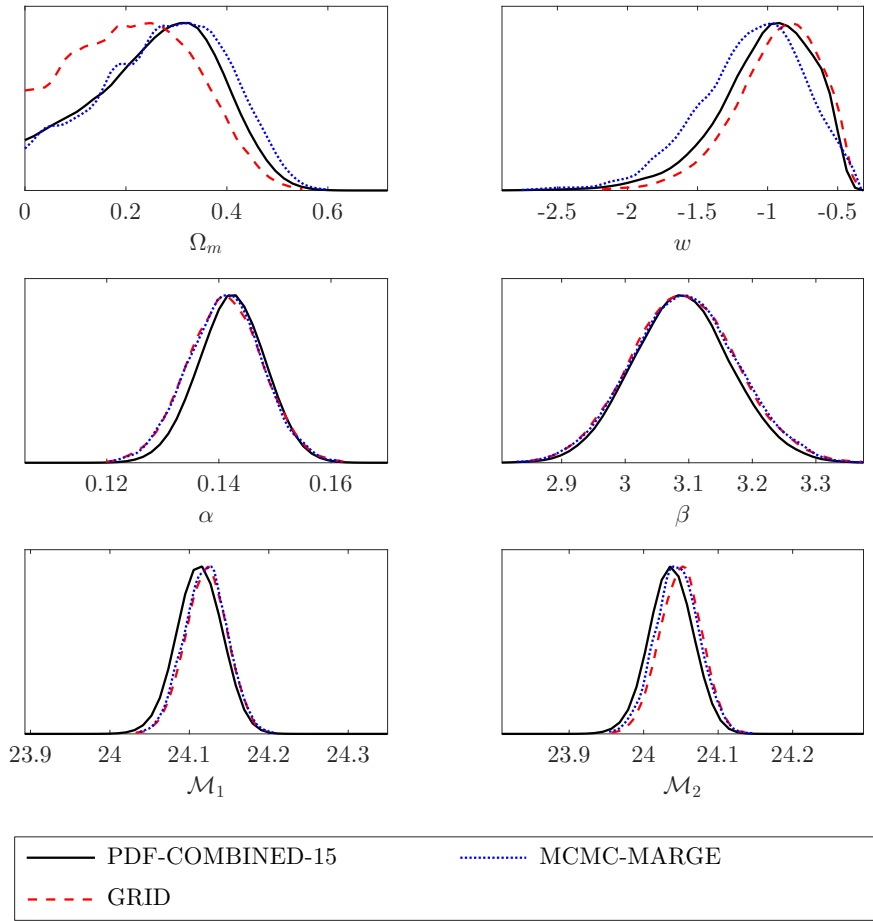 0 0.2 0.4 0.6
Ωm
-2.5 -2 -1.5 -1 -0.5
w
0.12 0.14 0.16
α
2.9 3 3.1 3.2 3.3
β
23.9 24 24.1 24.2 24.3
ℳ1
23.9 24 24.1 24.2
ℳ2
PDF-COMBINED-15 MCMC-MARGE
GRID